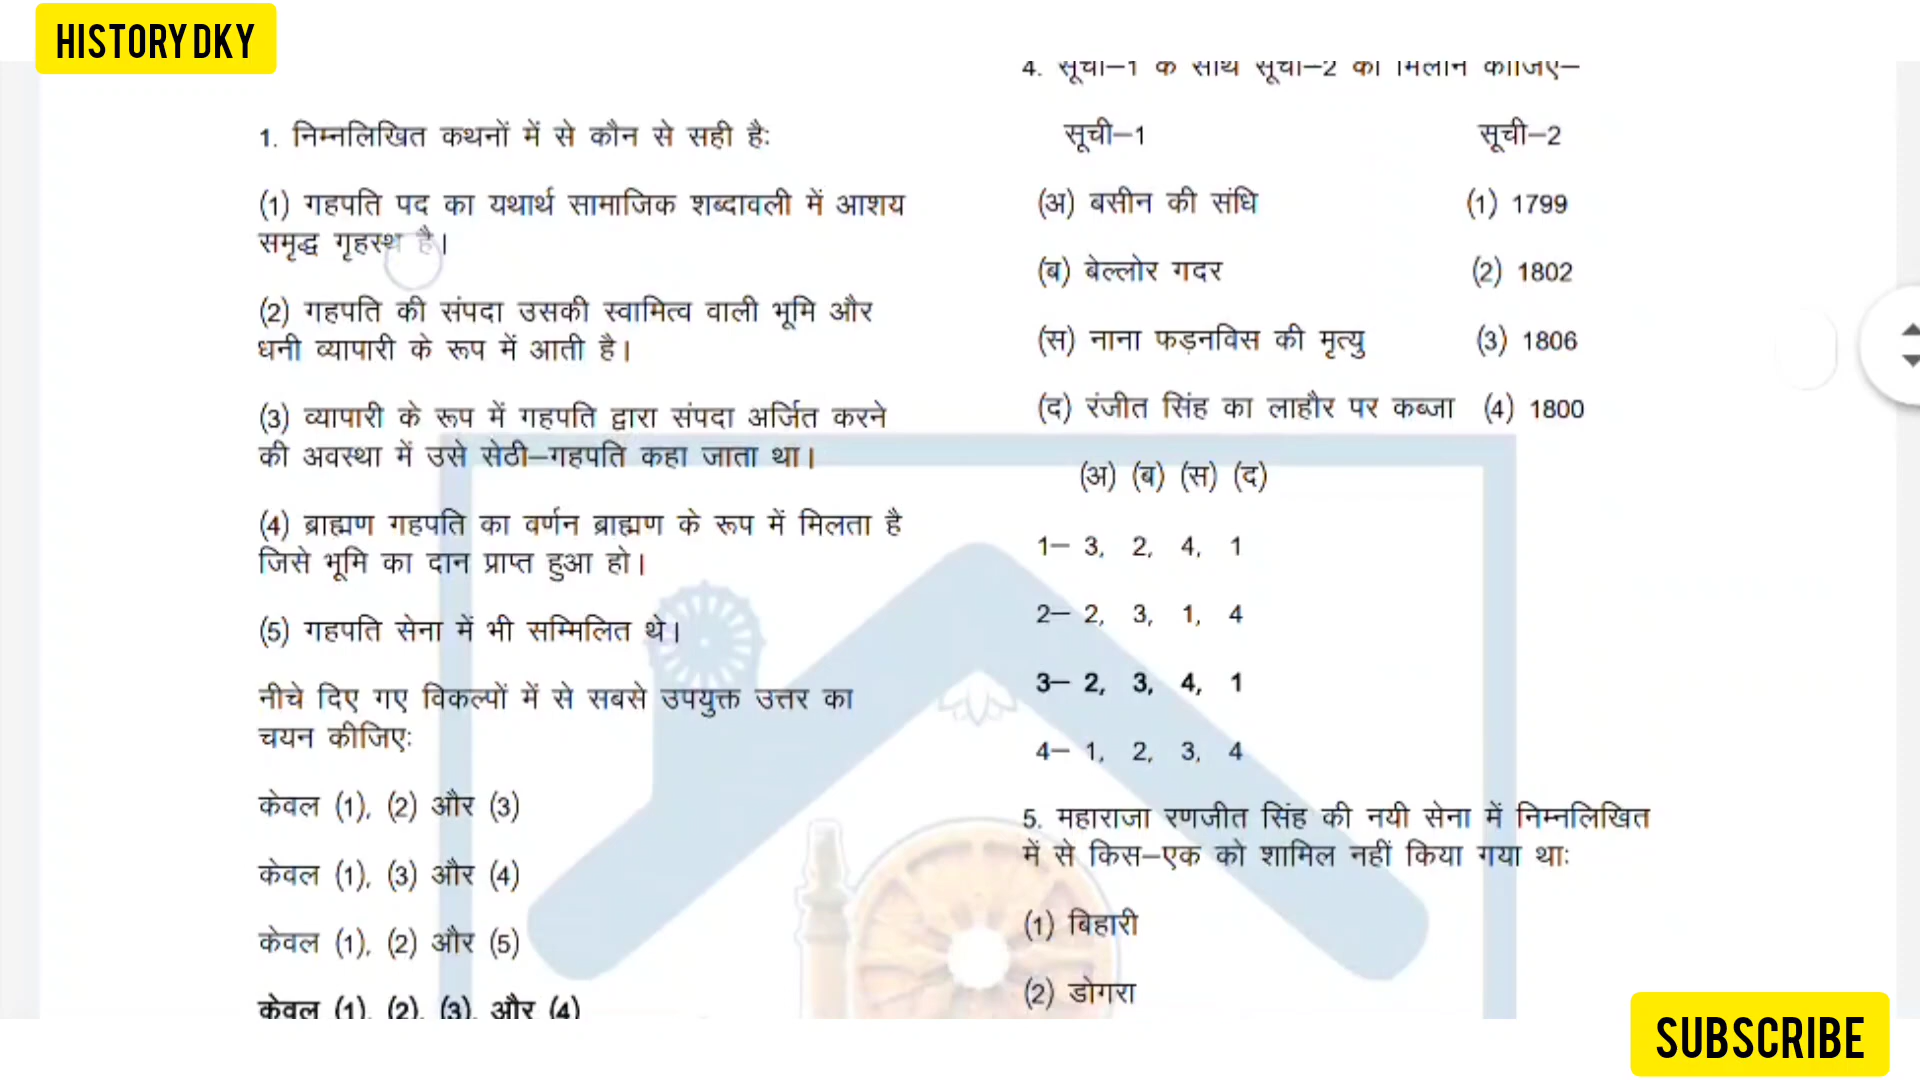 HISTORY DKY
1. निम्नलिखित कथनों में से कौन से सही हैः
(1) गहपति पद का यथार्थ सामाजिक शब्दावली में आशय
समृद्ध गृहस्थ है।
(2) गहपति की संपदा उसकी स्वामित्व वाली भूमि और
धनी व्यापारी के रूप में आती है।
(3) व्यापारी के रूप में गहपति द्वारा संपदा अर्जित करने
की अवस्था में उसे सेठी–गहपति कहा जाता था।
(4) ब्राह्मण गहपति का वर्णन ब्राह्मण के रूप में मिलता है
जिसे भूमि का दान प्राप्त हुआ हो।
(5) गहपति सेना में भी सम्मिलित थे।
नीचे दिए गए विकल्पों में से सबसे उपयुक्त उत्तर का
चयन कीजिएः
केवल (1), (2) और (3)
केवल (1), (3) और (4)
केवल (1), (2) और (5)
केवल (1), (2), (3), और (4)
4. सूची–1 के साथ सूची–2 का मिलान कीजिए–
सूची–1 सूची–2
(अ) बसीन की संधि (1) 1799
(ब) बेल्लोर गदर (2) 1802
(स) नाना फड़नविस की मृत्यु (3) 1806
(द) रंजीत सिंह का लाहौर पर कब्जा (4) 1800
(अ) (ब) (स) (द)
1– 3, 2, 4, 1
2– 2, 3, 1, 4
3– 2, 3, 4, 1
4– 1, 2, 3, 4
5. महाराजा रणजीत सिंह की नयी सेना में निम्नलिखित
में से किस–एक को शामिल नहीं किया गया थाः
(1) बिहारी
(2) डोगरा
SUBSCRIBE